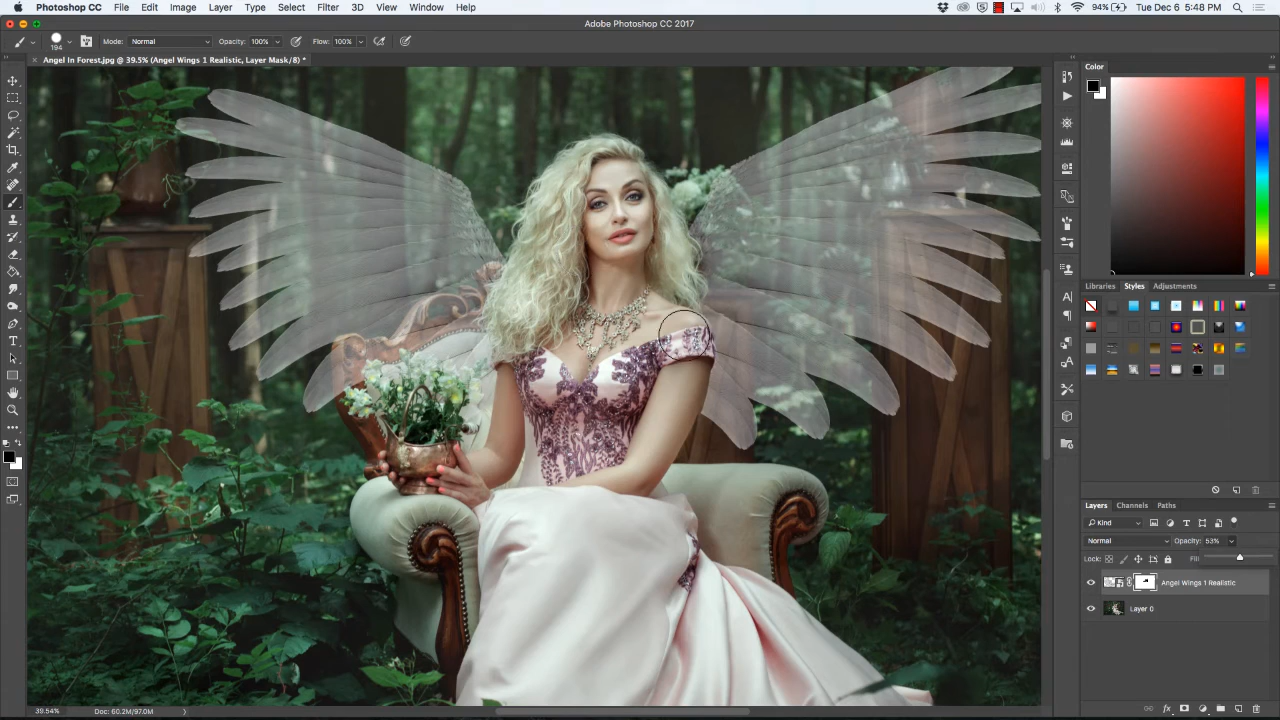 Photoshop CC File Edit Image Layer Type Select Filter 3D View Window Help 94% Tue Dec 6 5:48 PM
Adobe Photoshop CC 2017
194 Mode: Normal Opacity: 100% Flow: 100%
Angel In Forest.jpg @ 39.5% (Angel Wings 1 Realistic, Layer Mask/8) *
Color
Libraries Styles Adjustments
Layers Channels Paths
Kind
Normal Opacity: 53%
Lock: Fill
Angel Wings 1 Realistic
Layer 0
39.54% Doc: 60.2M/97.0M